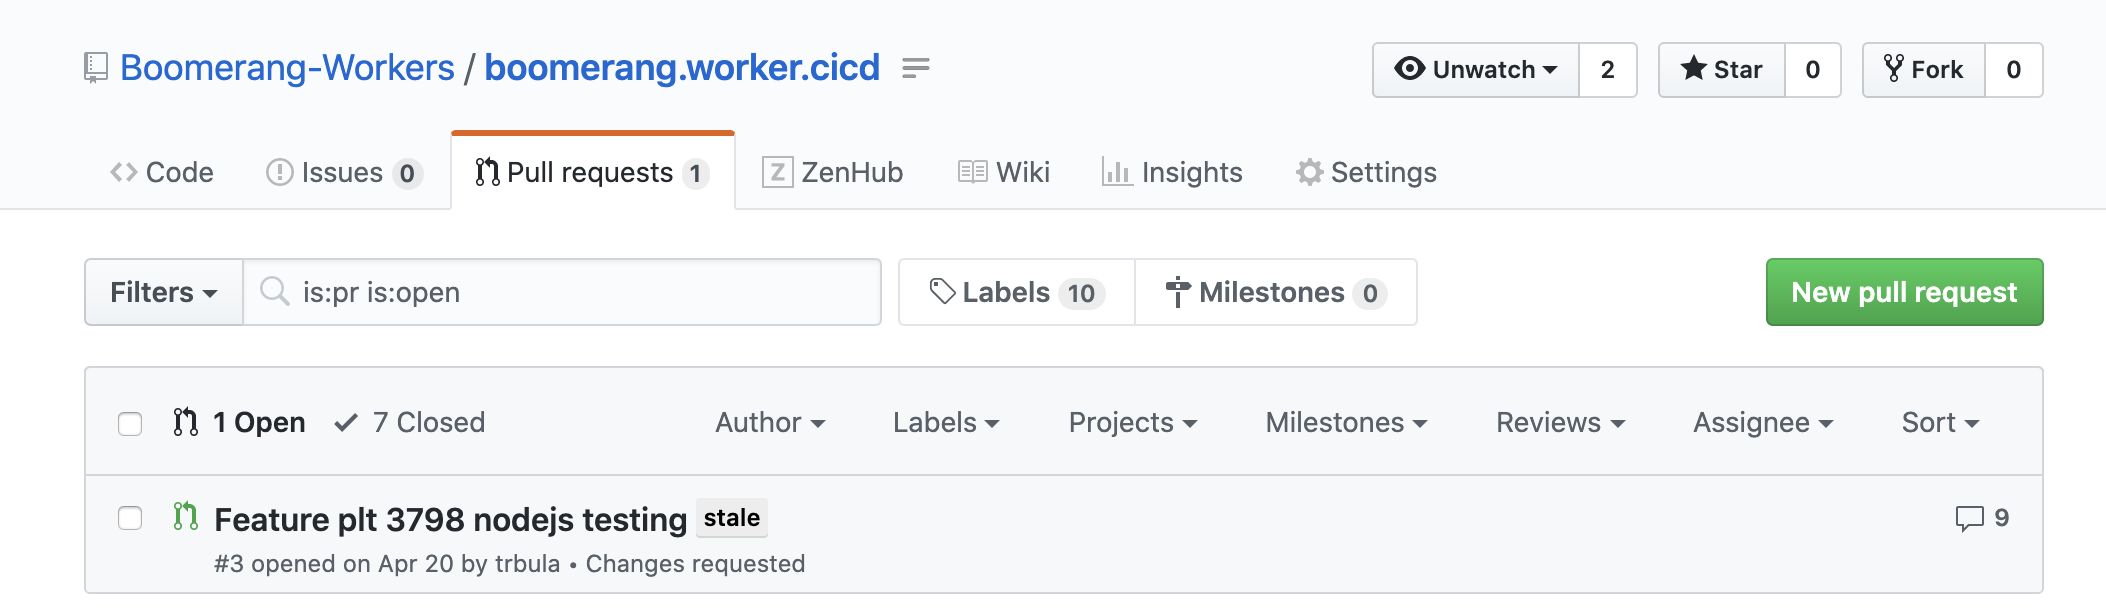 Boomerang-Workers / boomerang.worker.cicd
Unwatch 2 Star 0 Fork 0
Code Issues 0 Pull requests 1 ZenHub Wiki Insights Settings
Filters is:pr is:open Labels 10 Milestones 0 New pull request
1 Open 7 Closed Author Labels Projects Milestones Reviews Assignee Sort
Feature plt 3798 nodejs testing stale 9
#3 opened on Apr 20 by trbula • Changes requested